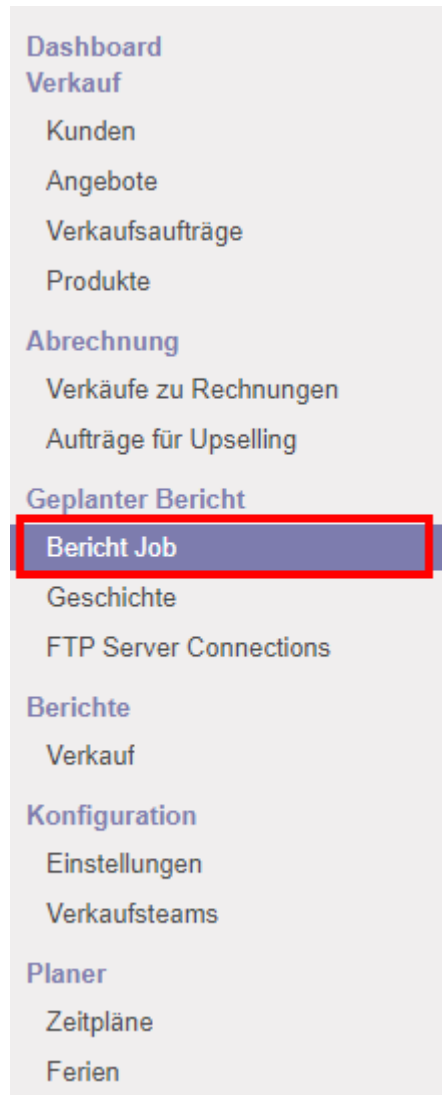 Dashboard
Verkauf
Kunden
Angebote
Verkaufsaufträge
Produkte
Abrechnung
Verkäufe zu Rechnungen
Aufträge für Upselling
Geplanter Bericht
Bericht Job
Geschichte
FTP Server Connections
Berichte
Verkauf
Konfiguration
Einstellungen
Verkaufsteams
Planer
Zeitpläne
Ferien